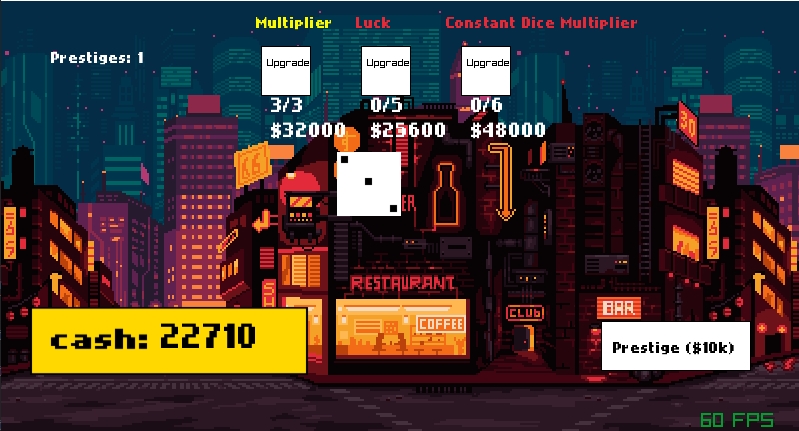 Multiplier Luck Constant Dice Multiplier
Prestiges: 1
Upgrade Upgrade Upgrade
3/3 0/5 0/6
$32000 $25600 $48000
RESTAURANT
COFFEE
CLUB
BAR
cash: 22710
Prestige ($10k)
60 FPS